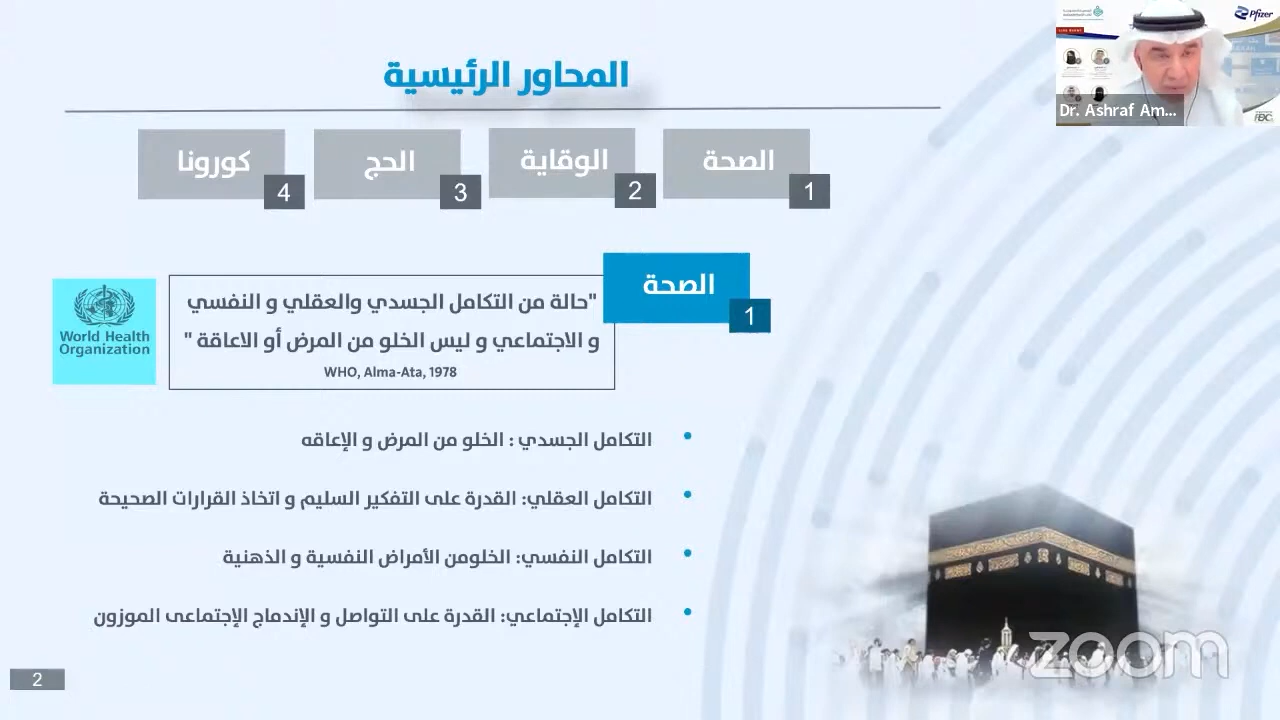 المحاور الرئيسية
الصحة
1
الوقاية
2
الحج
3
كورونا
4
الصحة
1
"حالة من التكامل الجسدي والعقلي و النفسي
و الاجتماعي و ليس الخلو من المرض أو الاعاقة "
WHO, Alma-Ata, 1978
World Health
Organization
• التكامل الجسدي : الخلو من المرض و الإعاقه
• التكامل العقلي: القدرة على التفكير السليم و اتخاذ القرارات الصحيحة
• التكامل النفسي: الخلومن الأمراض النفسية و الذهنية
• التكامل الإجتماعي: القدرة على التواصل و الإندماج الإجتماعى الموزون
2
Pfizer
Dr. Ashraf Am...
zoom